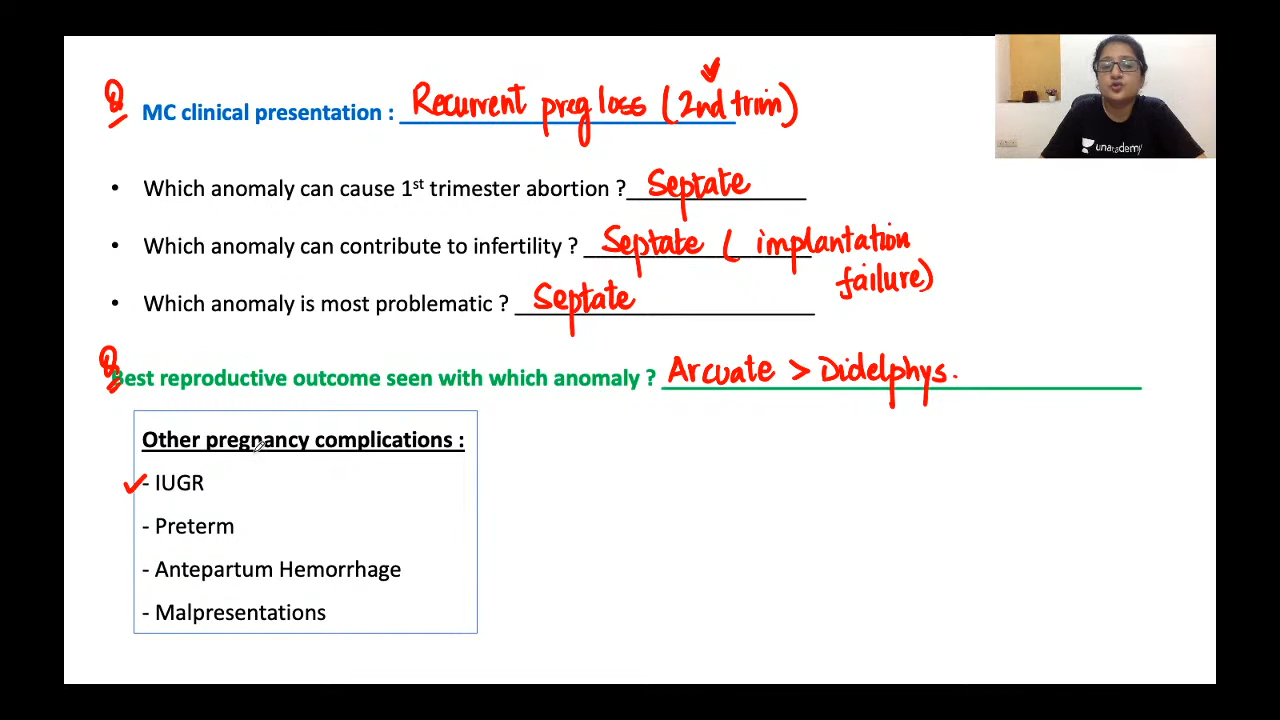 Q MC clinical presentation : Recurrent preg loss (2nd trim)
• Which anomaly can cause 1st trimester abortion ? Septate
• Which anomaly can contribute to infertility ? Septate (implantation
failure)
• Which anomaly is most problematic ? Septate
Q Best reproductive outcome seen with which anomaly ? Arcuate > Didelphys.
Other pregnancy complications :
- IUGR
- Preterm
- Antepartum Hemorrhage
- Malpresentations
unacademy